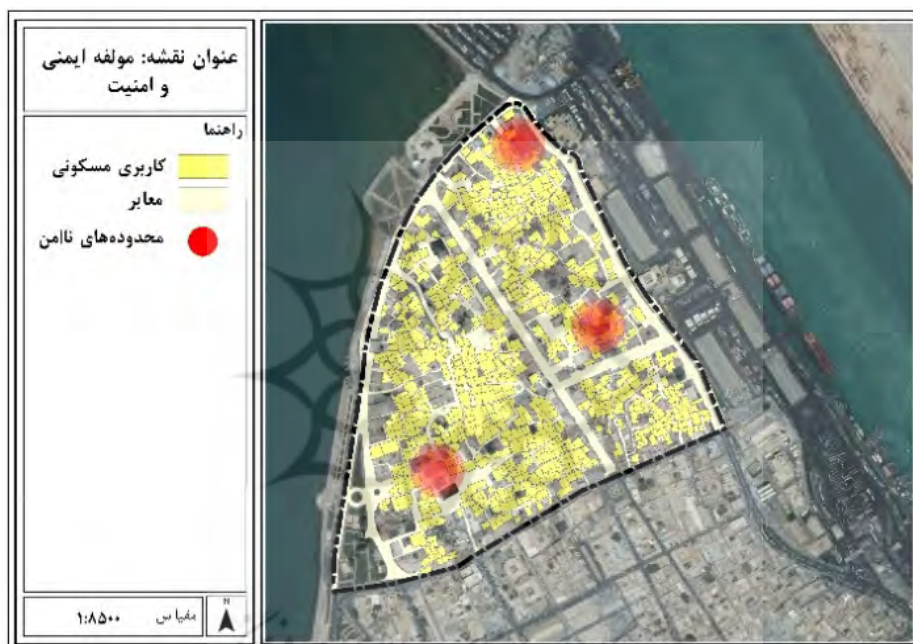 عنوان نقشه: مولفه ایمنی
و امنیت
راهنما
کاربری مسکونی
معابر
محدوده‌های ناامن
مقیاس ۱:۸۵۰۰
N